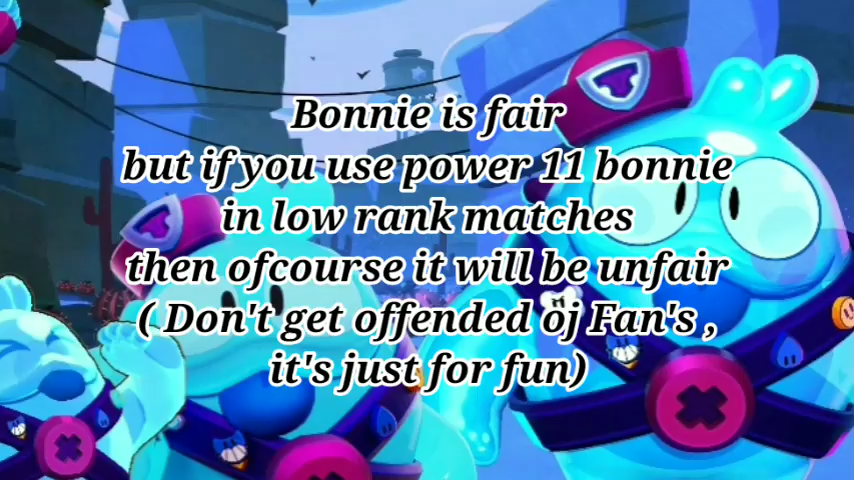 Bonnie is fair
but if you use power 11 bonnie
in low rank matches
then ofcourse it will be unfair
( Don't get offended oj Fan's ,
it's just for fun)